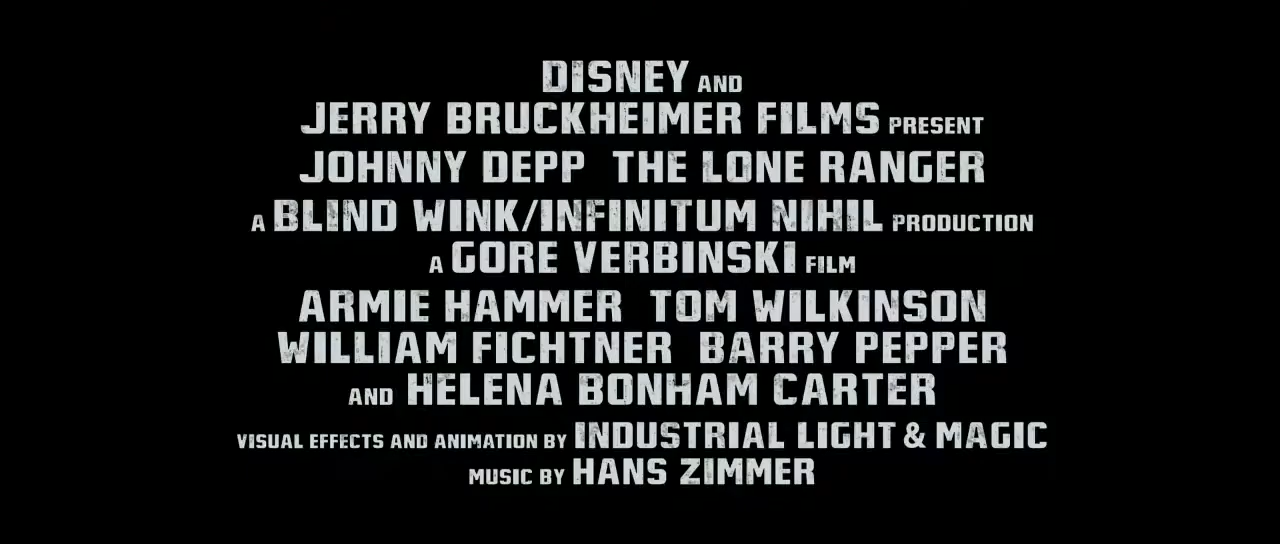 DISNEY AND
JERRY BRUCKHEIMER FILMS PRESENT
JOHNNY DEPP THE LONE RANGER
A BLIND WINK/INFINITUM NIHIL PRODUCTION
A GORE VERBINSKI FILM
ARMIE HAMMER TOM WILKINSON
WILLIAM FICHTNER BARRY PEPPER
AND HELENA BONHAM CARTER
VISUAL EFFECTS AND ANIMATION BY INDUSTRIAL LIGHT & MAGIC
MUSIC BY HANS ZIMMER